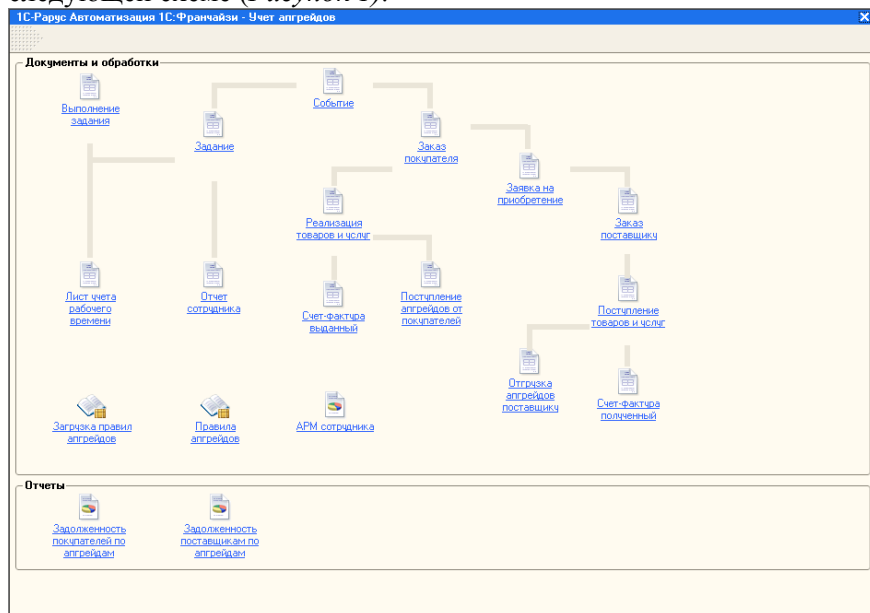 следующей схеме (Рисунок 1).
1С-Рарус Автоматизация 1С:Франчайзи - Учет апгрейдов
Документы и обработки
Выполнение
задания
Задание
Событие
Заказ
покупателя
Заявка на
приобретение
Реализация
товаров и услуг
Заказ
поставщику
Лист учета
рабочего
времени
Отчет
сотрудника
Счет-фактура
выданный
Поступление
апгрейдов от
покупателей
Поступление
товаров и услуг
Отгрузка
апгрейдов
поставщику
Счет-фактура
полученный
Загрузка правил
апгрейдов
Правила
апгрейдов
АРМ сотрудника
Отчеты
Задолженность
покупателей по
апгрейдам
Задолженность
поставщикам по
апгрейдам